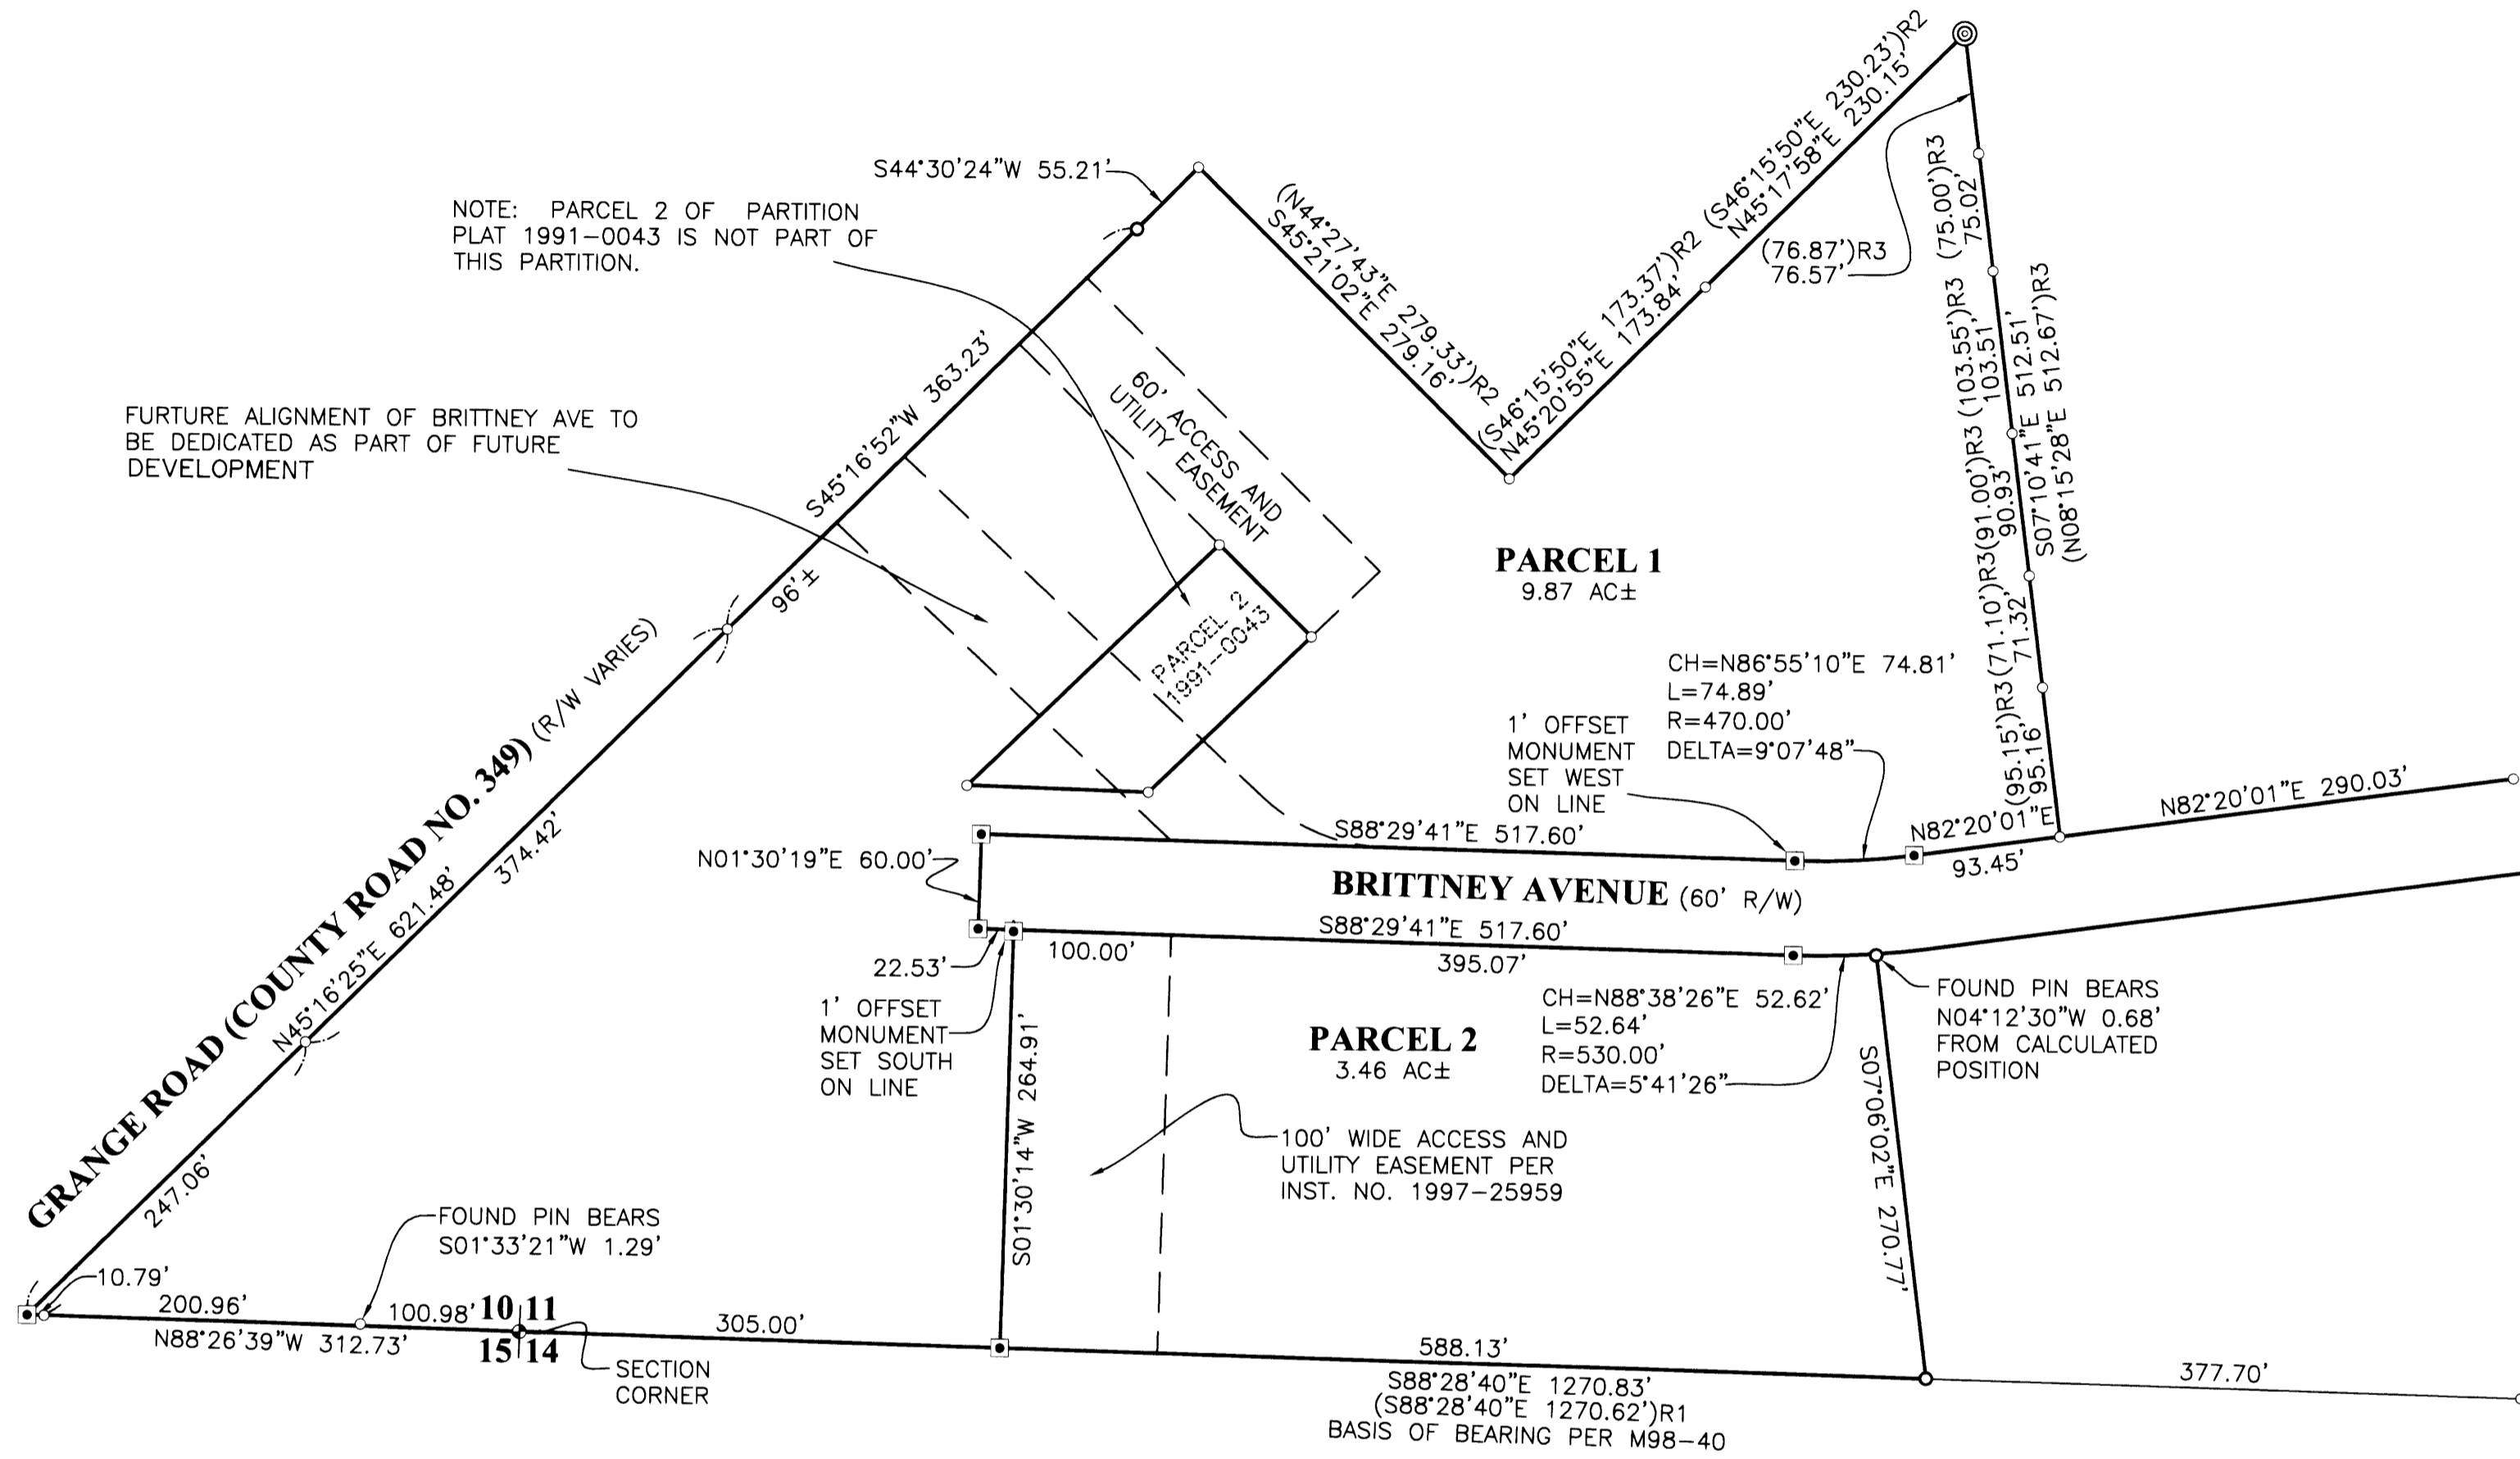 S44°30'24"W 55.21'
NOTE: PARCEL 2 OF PARTITION
PLAT 1991-0043 IS NOT PART OF
THIS PARTITION.
FURTURE ALIGNMENT OF BRITTNEY AVE TO
BE DEDICATED AS PART OF FUTURE
DEVELOPMENT
S45°16'52"W 363.23'
96'±
GRANGE ROAD (COUNTY ROAD NO. 349) (R/W VARIES)
N45°16'25"E 621.48'
374.42'
247.06'
60' ACCESS AND
UTILITY EASEMENT
(N44°27'43"E 279.33')R2
S45°21'02"E 279.16'
(S46°15'50"E 173.37')R2
N45°20'55"E 173.84'
(S46°15'50"E 230.23')R2
N45°17'58"E 230.15'
(76.87')R3
76.57'
(75.00')R3
75.02'
(103.55')R3
103.51'
(91.00')R3
90.93'
(71.10')R3
71.32'
(95.15')R3
95.16'
S07°10'41"E 512.51'
(N08°15'28"E 512.67')R3
PARCEL 1
9.87 AC±
PARCEL 2
1991-0043
CH=N86°55'10"E 74.81'
L=74.89'
R=470.00'
DELTA=9°07'48"
1' OFFSET
MONUMENT
SET WEST
ON LINE
N82°20'01"E
93.45'
N82°20'01"E 290.03'
S88°29'41"E 517.60'
N01°30'19"E 60.00'
BRITTNEY AVENUE (60' R/W)
S88°29'41"E 517.60'
22.53'
100.00'
395.07'
1' OFFSET
MONUMENT
SET SOUTH
ON LINE
S01°30'14"W 264.91'
PARCEL 2
3.46 AC±
CH=N88°38'26"E 52.62'
L=52.64'
R=530.00'
DELTA=5°41'26"
FOUND PIN BEARS
N04°12'30"W 0.68'
FROM CALCULATED
POSITION
S07°06'02"E 270.77'
100' WIDE ACCESS AND
UTILITY EASEMENT PER
INST. NO. 1997-25959
FOUND PIN BEARS
S01°33'21"W 1.29'
10.79'
200.96'
100.98'
10 11
15 14
N88°26'39"W 312.73'
SECTION
CORNER
305.00'
588.13'
377.70'
S88°28'40"E 1270.83'
(S88°28'40"E 1270.62')R1
BASIS OF BEARING PER M98-40